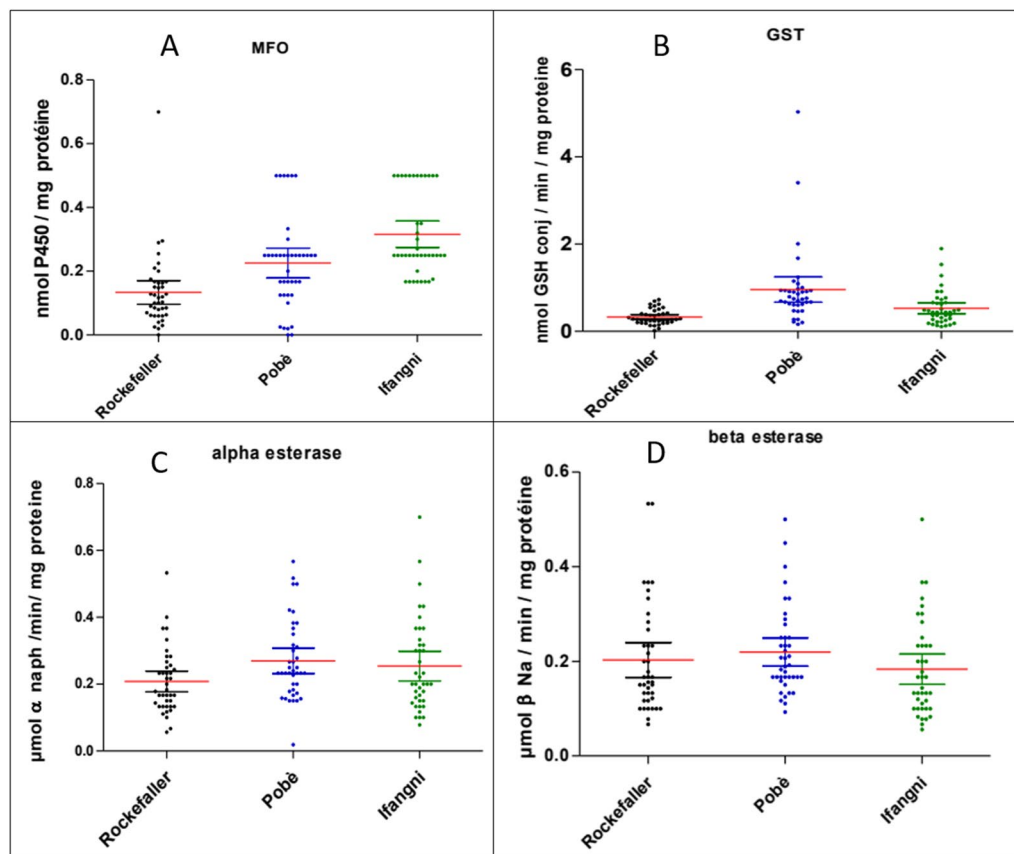 A
MFO
nmol P450 / mg protéine
0.8
0.6
0.4
0.2
0.0
Rockefeller
Pobè
Ifangni
B
GST
nmol GSH conj / min / mg proteine
6
4
2
0
Rockefeller
Pobè
Ifangni
C
alpha esterase
µmol α naph /min/ mg proteine
0.8
0.6
0.4
0.2
0.0
Rockefaller
Pobè
Ifangni
D
beta esterase
µmol β Na / min / mg protéine
0.6
0.4
0.2
0.0
Rockefaller
Pobè
Ifangni